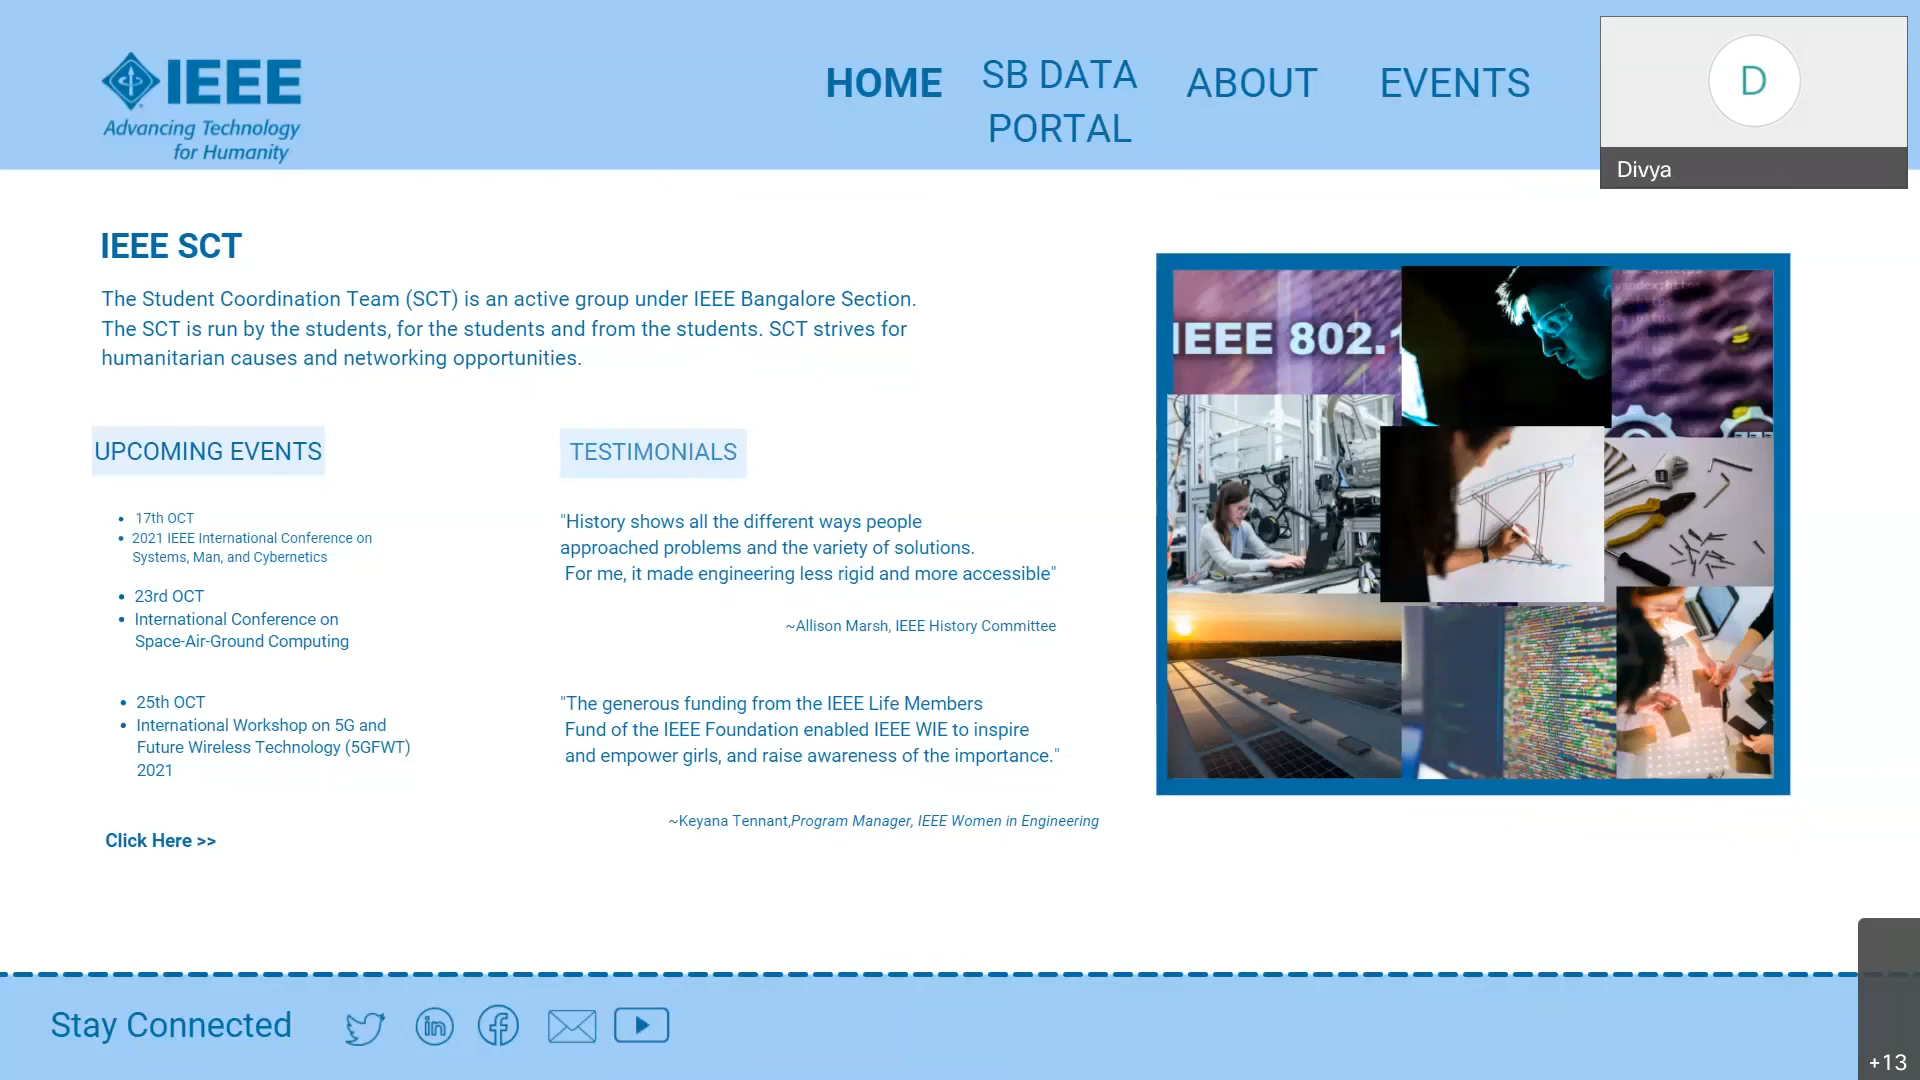 IEEE
Advancing Technology
for Humanity
HOME
SB DATA
PORTAL
ABOUT
EVENTS
D
Divya
IEEE SCT
The Student Coordination Team (SCT) is an active group under IEEE Bangalore Section.
The SCT is run by the students, for the students and from the students. SCT strives for
humanitarian causes and networking opportunities.
UPCOMING EVENTS
• 17th OCT
• 2021 IEEE International Conference on
Systems, Man, and Cybernetics
• 23rd OCT
• International Conference on
Space-Air-Ground Computing
• 25th OCT
• International Workshop on 5G and
Future Wireless Technology (5GFWT)
2021
Click Here >>
TESTIMONIALS
"History shows all the different ways people
approached problems and the variety of solutions.
For me, it made engineering less rigid and more accessible"
~Allison Marsh, IEEE History Committee
"The generous funding from the IEEE Life Members
Fund of the IEEE Foundation enabled IEEE WIE to inspire
and empower girls, and raise awareness of the importance."
~Keyana Tennant,Program Manager, IEEE Women in Engineering
IEEE 802.1
Stay Connected
in
f
+13